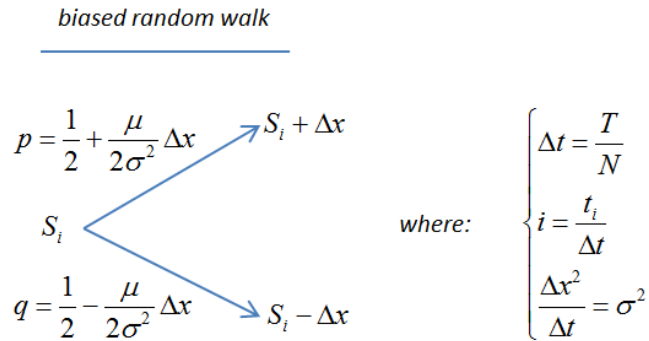 biased random walk
p = 1/2 + μ/2σ² Δx
S_i + Δx
Δt = T/N
S_i
where:
i = t_i/Δt
q = 1/2 − μ/2σ² Δx
S_i − Δx
Δx²/Δt = σ²